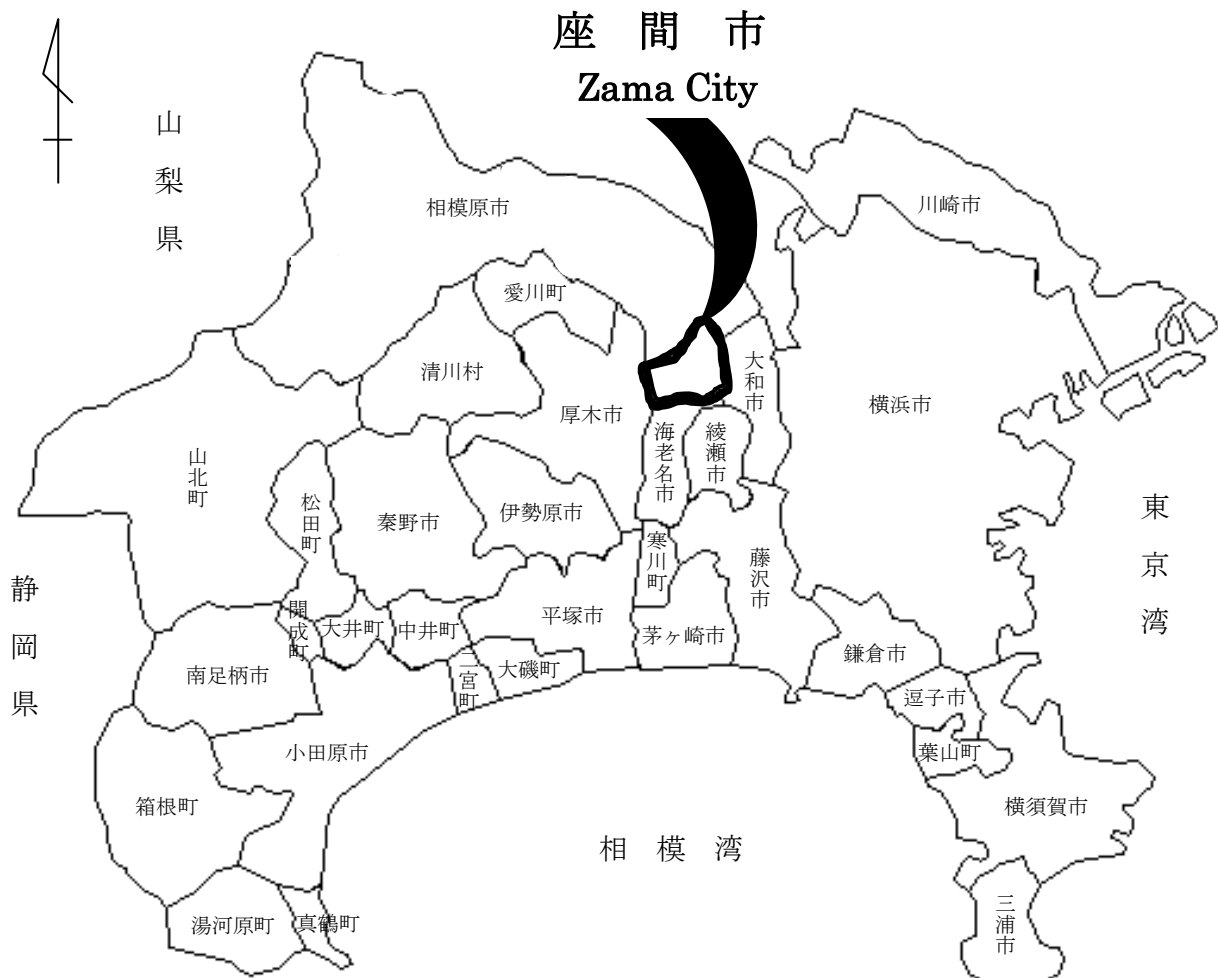 座間市
Zama City
山梨県
相模原市
川崎市
愛川町
清川村
厚木市
大和市
横浜市
海老名市
綾瀬市
山北町
松田町
秦野市
伊勢原市
寒川町
藤沢市
東京湾
静岡県
開成町
大井町
中井町
平塚市
茅ヶ崎市
鎌倉市
南足柄市
二宮町
大磯町
逗子市
葉山町
小田原市
箱根町
横須賀市
相模湾
湯河原町
真鶴町
三浦市